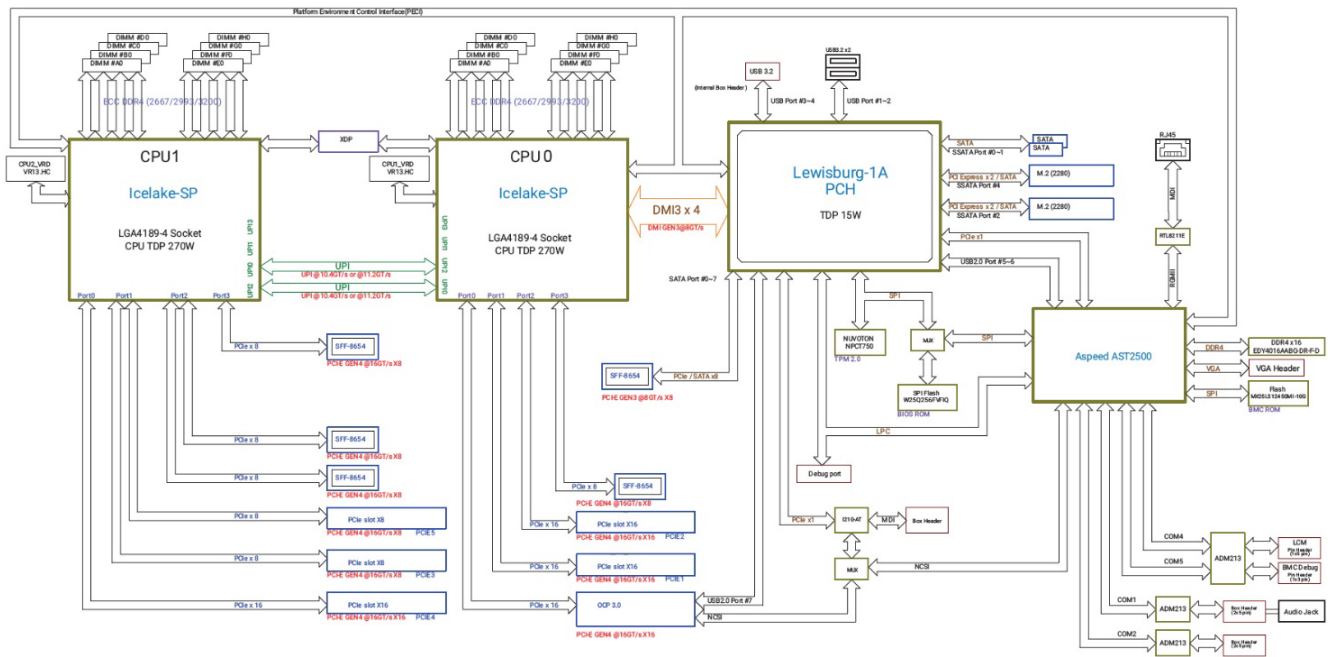 Platform Environment Control Interface(PECI)
DIMM #D0
DIMM #C0
DIMM #B0
DIMM #A0
DIMM #H0
DIMM #G0
DIMM #F0
DIMM #E0
ECC DDR4 (2667/2993/3200)
DIMM #D0
DIMM #C0
DIMM #B0
DIMM #A0
DIMM #H0
DIMM #G0
DIMM #F0
DIMM #E0
ECC DDR4 (2667/2993/3200)
XDP
CPU2_VRD
VR13.HC
CPU1
Icelake-SP
LGA4189-4 Socket
CPU TDP 270W
UPI3
UPI1
UPI0
UPI2
Port0
Port1
Port2
Port3
CPU1_VRD
VR13.HC
CPU 0
Icelake-SP
LGA4189-4 Socket
CPU TDP 270W
UPI3
UPI1
UPI2
UPI0
Port0
Port1
Port2
Port3
UPI
UPI @10.4GT/s or @11.2GT/s
UPI
UPI @10.4GT/s or @11.2GT/s
DMI3 x 4
DMI GEN3@8GT/s
USB 3.2
(Internal Box Header )
USB Port #3~4
USB3.2 x2
USB Port #1~2
Lewisburg-1A
PCH
TDP 15W
SATA
SSATA Port #0~1
SATA
SATA
PCI Express x 2 / SATA
SSATA Port #4
M.2 (2280)
PCI Express x 2 / SATA
SSATA Port #2
M.2 (2280)
PCIe x1
USB2.0 Port #5~6
RJ45
MDI
RTL8211E
RGMII
SATA Port #0~7
SPI
NUVOTON
NPCT750
TPM 2.0
MUX
SPI
SPI Flash
W25Q256FVFIQ
BIOS ROM
Aspeed AST2500
DDR4
DDR4 x16
EDY4016AABG-DR-F-D
VGA
VGA Header
SPI
Flash
MX25L51245GMI-10G
BMC ROM
LPC
Debug port
PCIe x 8
SFF-8654
PCIE GEN4 @16GT/s X8
PCIe x 8
SFF-8654
PCIE GEN4 @16GT/s X8
PCIe x 8
SFF-8654
PCIE GEN4 @16GT/s X8
PCIe x 8
PCIe slot X8
PCIE GEN4 @16GT/s X8
PCIE5
PCIe x 8
PCIe slot X8
PCIE GEN4 @16GT/s X8
PCIE3
PCIe x 16
PCIe slot X16
PCIE GEN4 @16GT/s X16
PCIE4
SFF-8654
PCIe / SATA x8
PCIE GEN3 @8GT/s X8
PCIe x 8
SFF-8654
PCIE GEN4 @16GT/s X8
PCIe x 16
PCIe slot X16
PCIE GEN4 @16GT/s X16
PCIE2
PCIe x 16
PCIe slot X16
PCIE GEN4 @16GT/s X16
PCIE1
PCIe x 16
OCP 3.0
PCIE GEN4 @16GT/s X16
USB2.0 Port #7
NCSI
PCIe x1
I210-AT
MDI
Box Header
MUX
NCSI
COM4
COM5
ADM213
LCM
Pin Header
BMC Debug
Pin Header
COM1
ADM213
Box Header
Audio Jack
COM2
ADM213
Box Header